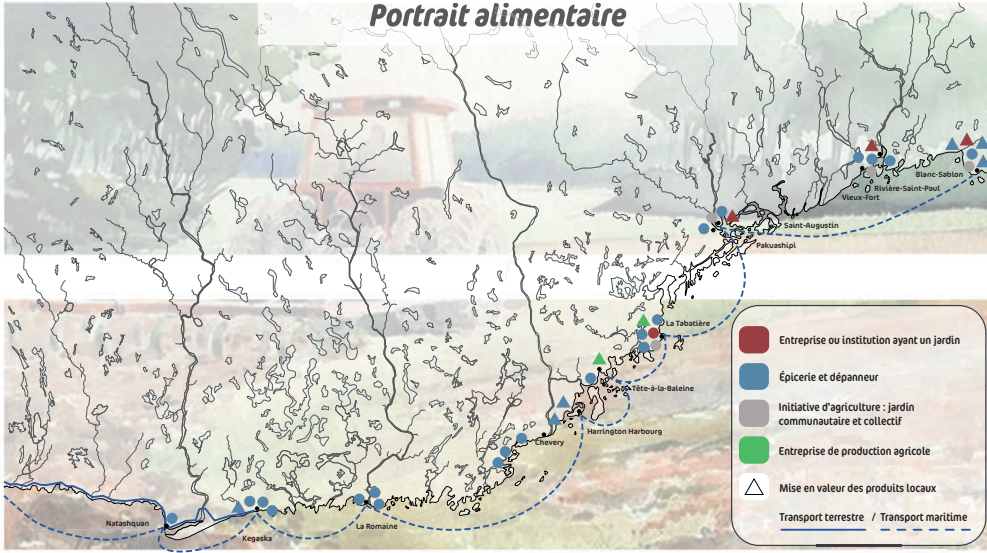 Portrait alimentaire
Blanc-Sablon
Rivière-Saint-Paul
Vieux-Fort
Saint-Augustin
Pakuashipi
La Tabatière
Tête-à-la-Baleine
Harrington Harbourg
Chevery
Natashquan
Kegaska
La Romaine
Entreprise ou institution ayant un jardin
Épicerie et dépanneur
Initiative d'agriculture : jardin
communautaire et collectif
Entreprise de production agricole
Mise en valeur des produits locaux
Transport terrestre / Transport maritime